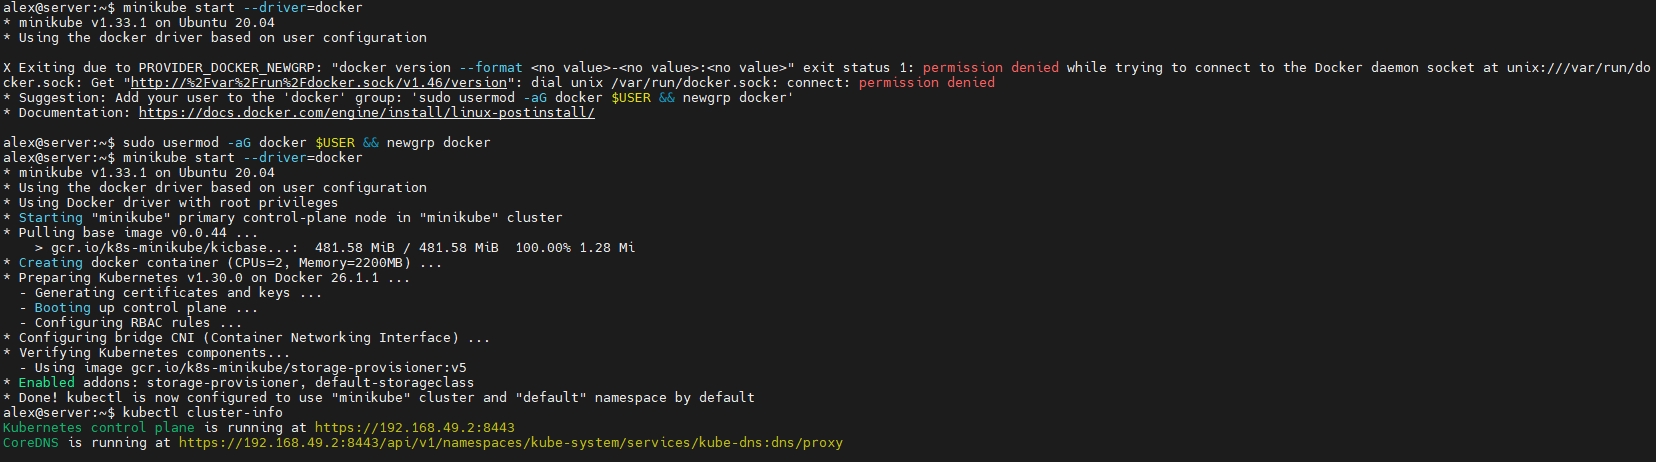 alex@server:~$ minikube start --driver=docker
* minikube v1.33.1 on Ubuntu 20.04
* Using the docker driver based on user configuration
X Exiting due to PROVIDER_DOCKER_NEWGRP: "docker version --format <no value>-<no value>:<no value>" exit status 1: permission denied while trying to connect to the Docker daemon socket at unix:///var/run/do
cker.sock: Get "http://%2Fvar%2Frun%2Fdocker.sock/v1.46/version": dial unix /var/run/docker.sock: connect: permission denied
* Suggestion: Add your user to the 'docker' group: 'sudo usermod -aG docker $USER && newgrp docker'
* Documentation: https://docs.docker.com/engine/install/linux-postinstall/
alex@server:~$ sudo usermod -aG docker $USER && newgrp docker
alex@server:~$ minikube start --driver=docker
* minikube v1.33.1 on Ubuntu 20.04
* Using the docker driver based on user configuration
* Using Docker driver with root privileges
* Starting "minikube" primary control-plane node in "minikube" cluster
* Pulling base image v0.0.44 ...
    > gcr.io/k8s-minikube/kicbase...:  481.58 MiB / 481.58 MiB  100.00% 1.28 Mi
* Creating docker container (CPUs=2, Memory=2200MB) ...
* Preparing Kubernetes v1.30.0 on Docker 26.1.1 ...
  - Generating certificates and keys ...
  - Booting up control plane ...
  - Configuring RBAC rules ...
* Configuring bridge CNI (Container Networking Interface) ...
* Verifying Kubernetes components...
  - Using image gcr.io/k8s-minikube/storage-provisioner:v5
* Enabled addons: storage-provisioner, default-storageclass
* Done! kubectl is now configured to use "minikube" cluster and "default" namespace by default
alex@server:~$ kubectl cluster-info
Kubernetes control plane is running at https://192.168.49.2:8443
CoreDNS is running at https://192.168.49.2:8443/api/v1/namespaces/kube-system/services/kube-dns:dns/proxy